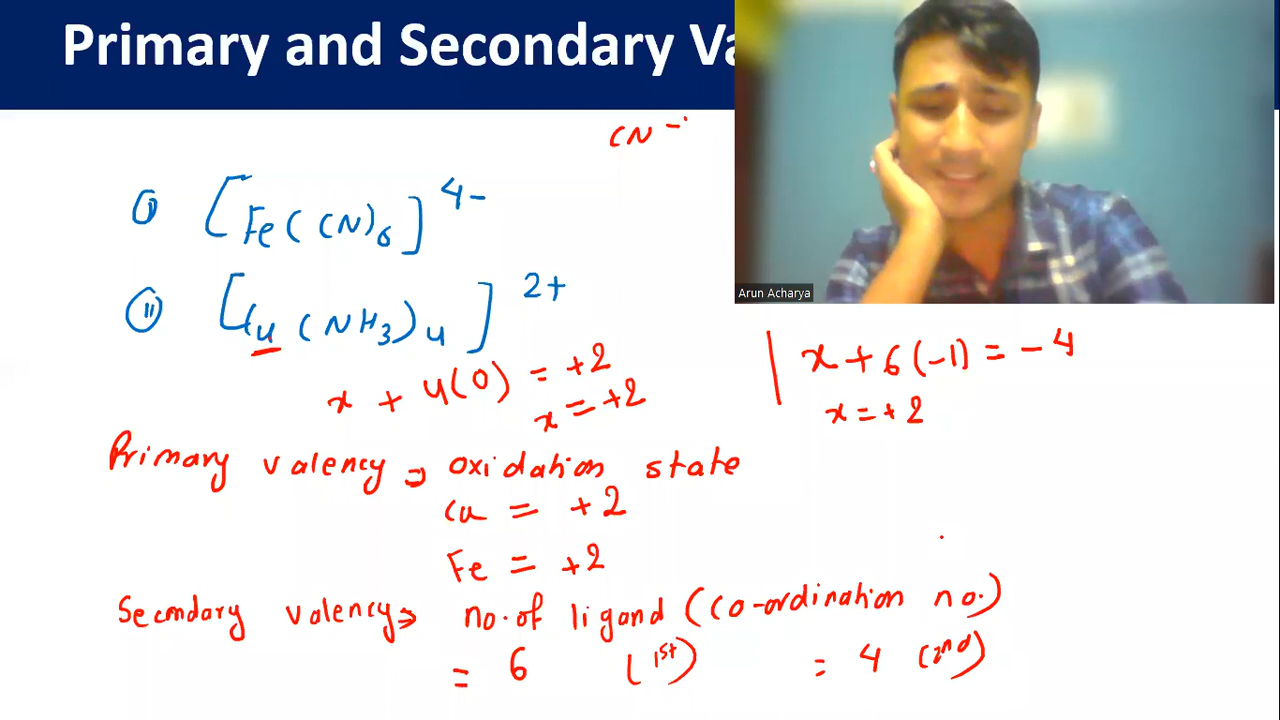 Primary and Secondary Va
CN -1
Arun Acharya
(i) [Fe(CN)6]4-
(ii) [Cu(NH3)4]2+
x + 4(0) = +2
x = +2
x + 6(-1) = -4
x = +2
Primary valency ⇒ oxidation state
Cu = +2
Fe = +2
Secondary valency ⇒ no. of ligand (co-ordination no.)
= 6 (1st) = 4 (2nd)